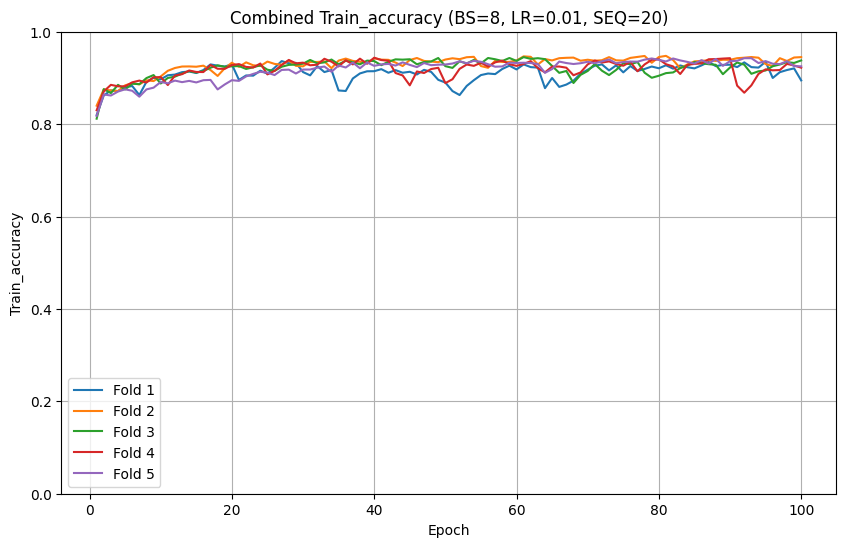 Combined Train_accuracy (BS=8, LR=0.01, SEQ=20)
Train_accuracy
1.0
0.8
0.6
0.4
0.2
0.0
Fold 1
Fold 2
Fold 3
Fold 4
Fold 5
0 20 40 60 80 100
Epoch